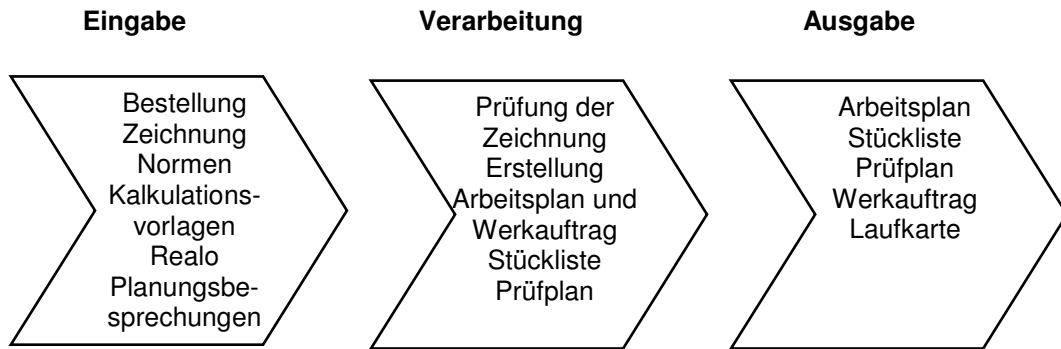 Eingabe
Verarbeitung
Ausgabe
Bestellung
Zeichnung
Normen
Kalkulations-
vorlagen
Realo
Planungsbe-
sprechungen
Prüfung der
Zeichnung
Erstellung
Arbeitsplan und
Werkauftrag
Stückliste
Prüfplan
Arbeitsplan
Stückliste
Prüfplan
Werkauftrag
Laufkarte